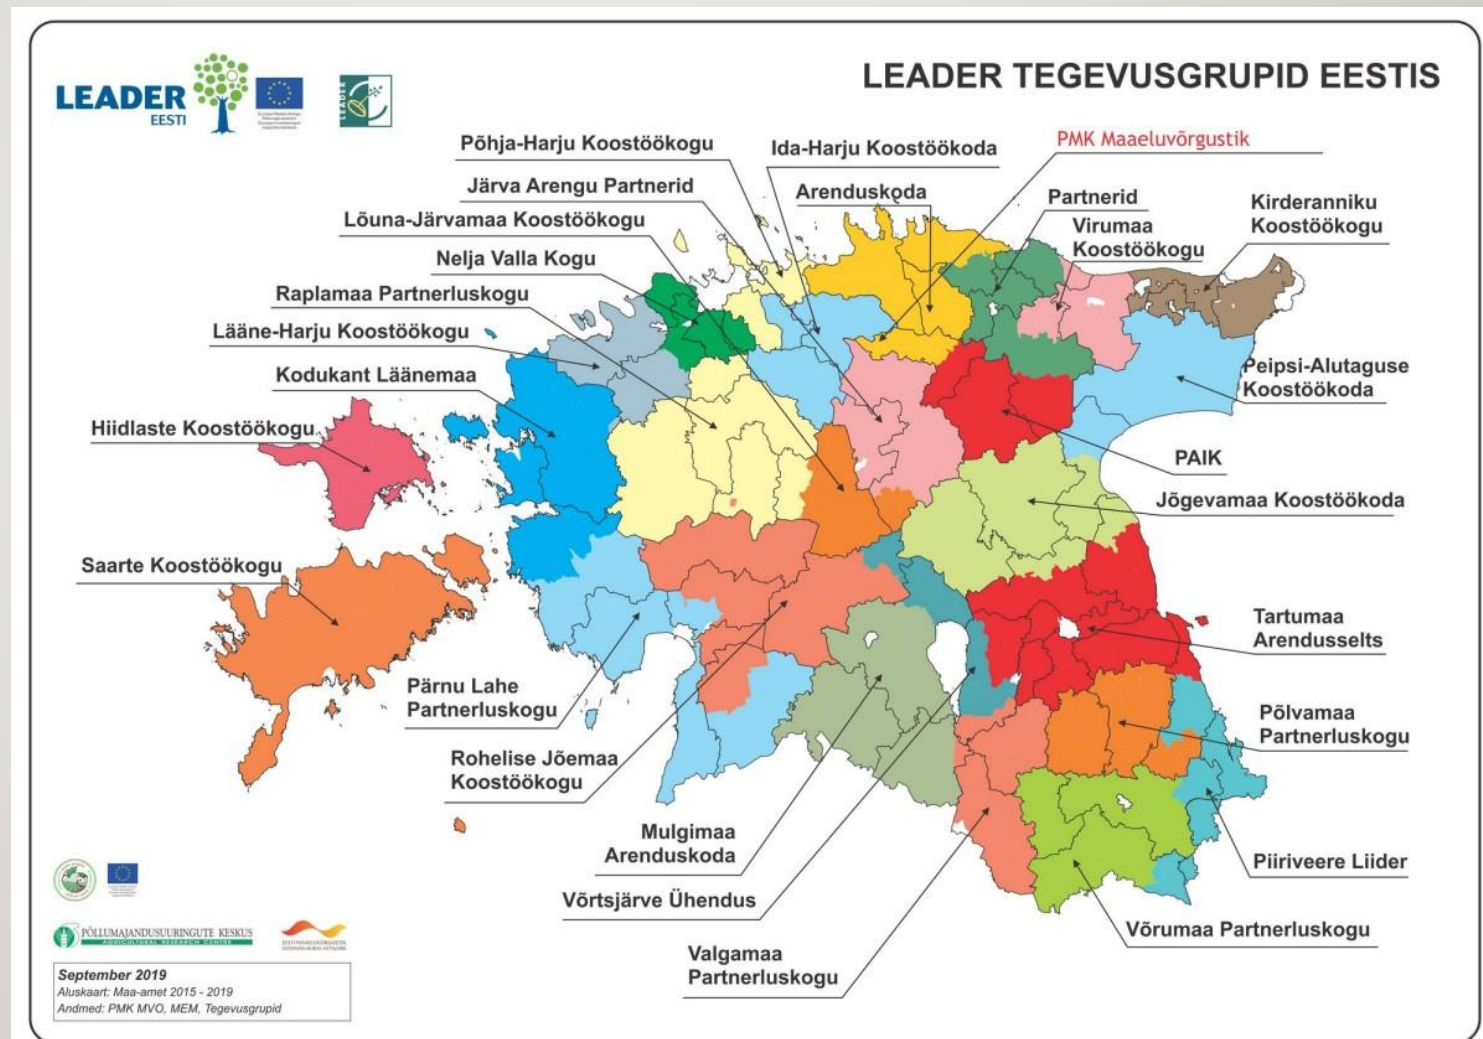 LEADER TEGEVUSGRUPID EESTIS
LEADER
EESTI
LEADER
Põhja-Harju Koostöökogu
Järva Arengu Partnerid
Lõuna-Järvamaa Koostöökogu
Nelja Valla Kogu
Raplamaa Partnerluskogu
Lääne-Harju Koostöökogu
Kodukant Läänemaa
Hiidlaste Koostöökogu
Saarte Koostöökogu
Ida-Harju Koostöökoda
Arenduskoda
PMK Maaeluvõrgustik
Partnerid
Virumaa
Koostöökogu
Kirderanniku
Koostöökogu
Peipsi-Alutaguse
Koostöökoda
PAIK
Jõgevamaa Koostöökoda
Tartumaa
Arendusselts
Põlvamaa
Partnerluskogu
Piiriveere Liider
Võrumaa Partnerluskogu
Pärnu Lahe
Partnerluskogu
Rohelise Jõemaa
Koostöökogu
Mulgimaa
Arenduskoda
Võrtsjärve Ühendus
Valgamaa
Partnerluskogu
PÕLLUMAJANDUSUURINGUTE KESKUS
AGRICULTURAL RESEARCH CENTRE
September 2019
Aluskaart: Maa-amet 2015 - 2019
Andmed: PMK MVO, MEM, Tegevusgrupid